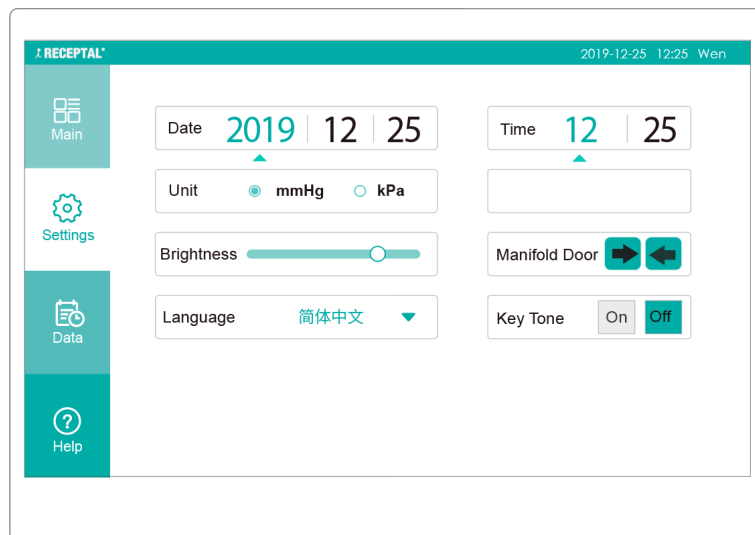 RECEPTAL®
2019-12-25 12:25 Wen
Main
Settings
Data
Help
Date 2019 12 25
Time 12 25
Unit mmHg kPa
Brightness
Manifold Door
Language 简体中文
Key Tone On Off